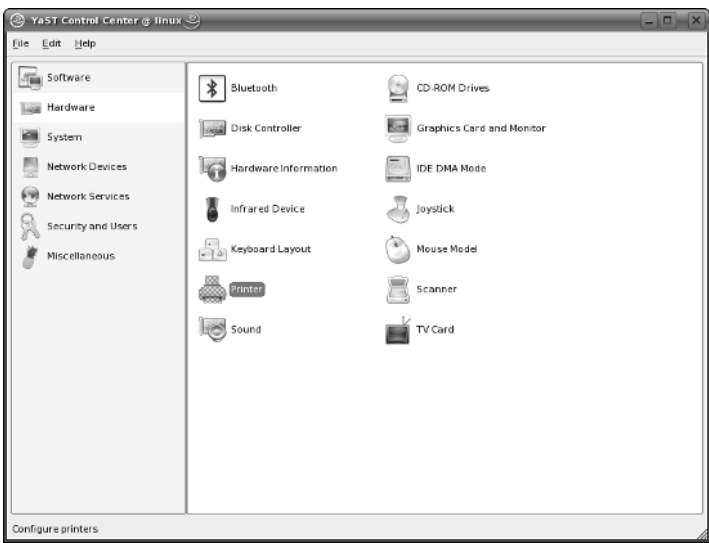 YaST Control Center @ linux
File Edit Help
Software
Hardware
System
Network Devices
Network Services
Security and Users
Miscellaneous
Bluetooth CD-ROM Drives
Disk Controller Graphics Card and Monitor
Hardware Information IDE DMA Mode
Infrared Device Joystick
Keyboard Layout Mouse Model
Printer Scanner
Sound TV Card
Configure printers